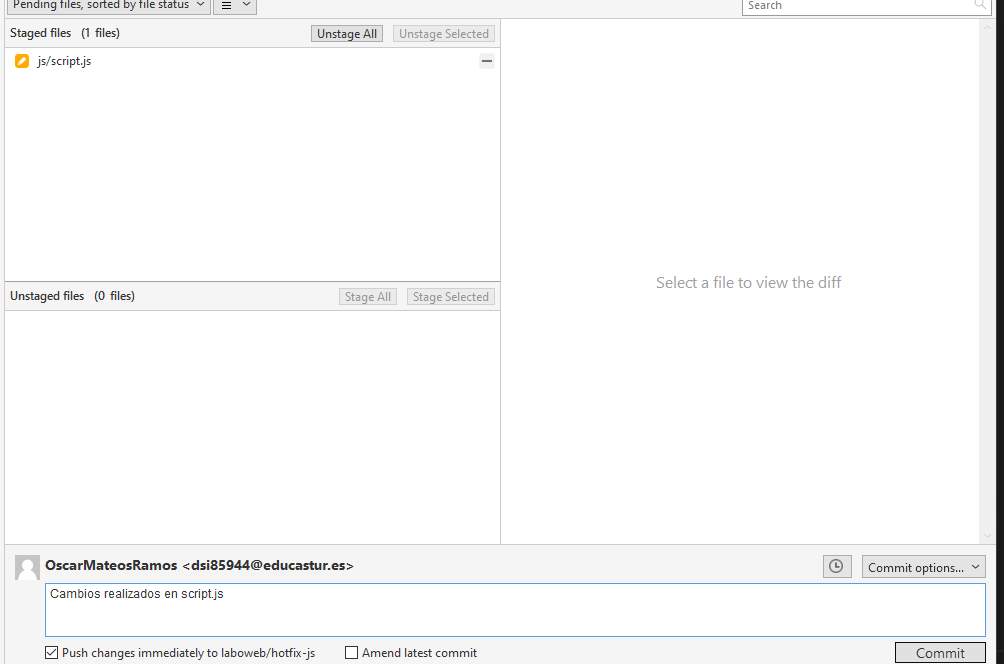 Pending files, sorted by file status
Search
Staged files (1 files)
Unstage All
Unstage Selected
js/script.js
Select a file to view the diff
Unstaged files (0 files)
Stage All
Stage Selected
OscarMateosRamos <dsi85944@educastur.es>
Commit options...
Cambios realizados en script.js
Push changes immediately to laboweb/hotfix-js
Amend latest commit
Commit